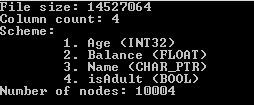 File size: 14527064
Column count: 4
Scheme:
1. Age (INT32)
2. Balance (FLOAT)
3. Name (CHAR_PTR)
4. isAdult (BOOL)
Number of nodes: 10004